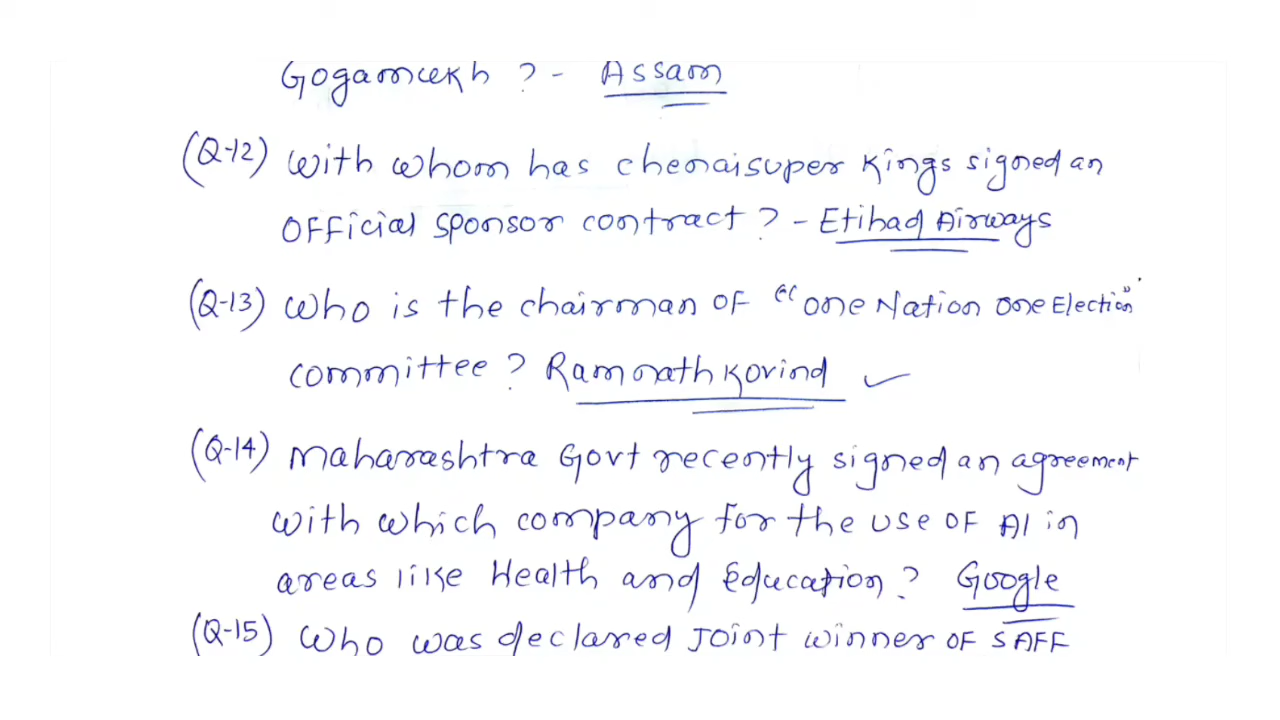 Gogamukh ? - Assam
(Q-12) With whom has chenaisuper Kings signed an
OFFicial sponsor contract ? - Etihad Airways
(Q-13) Who is the chairman OF "One Nation One Election"
committee ? Ramnath Kovind ✓
(Q-14) Maharashtra Govt recently signed an agreement
with which company for the use OF AI in
areas like Health and Education ? Google
(Q-15) Who was declared Joint winner OF SAFF